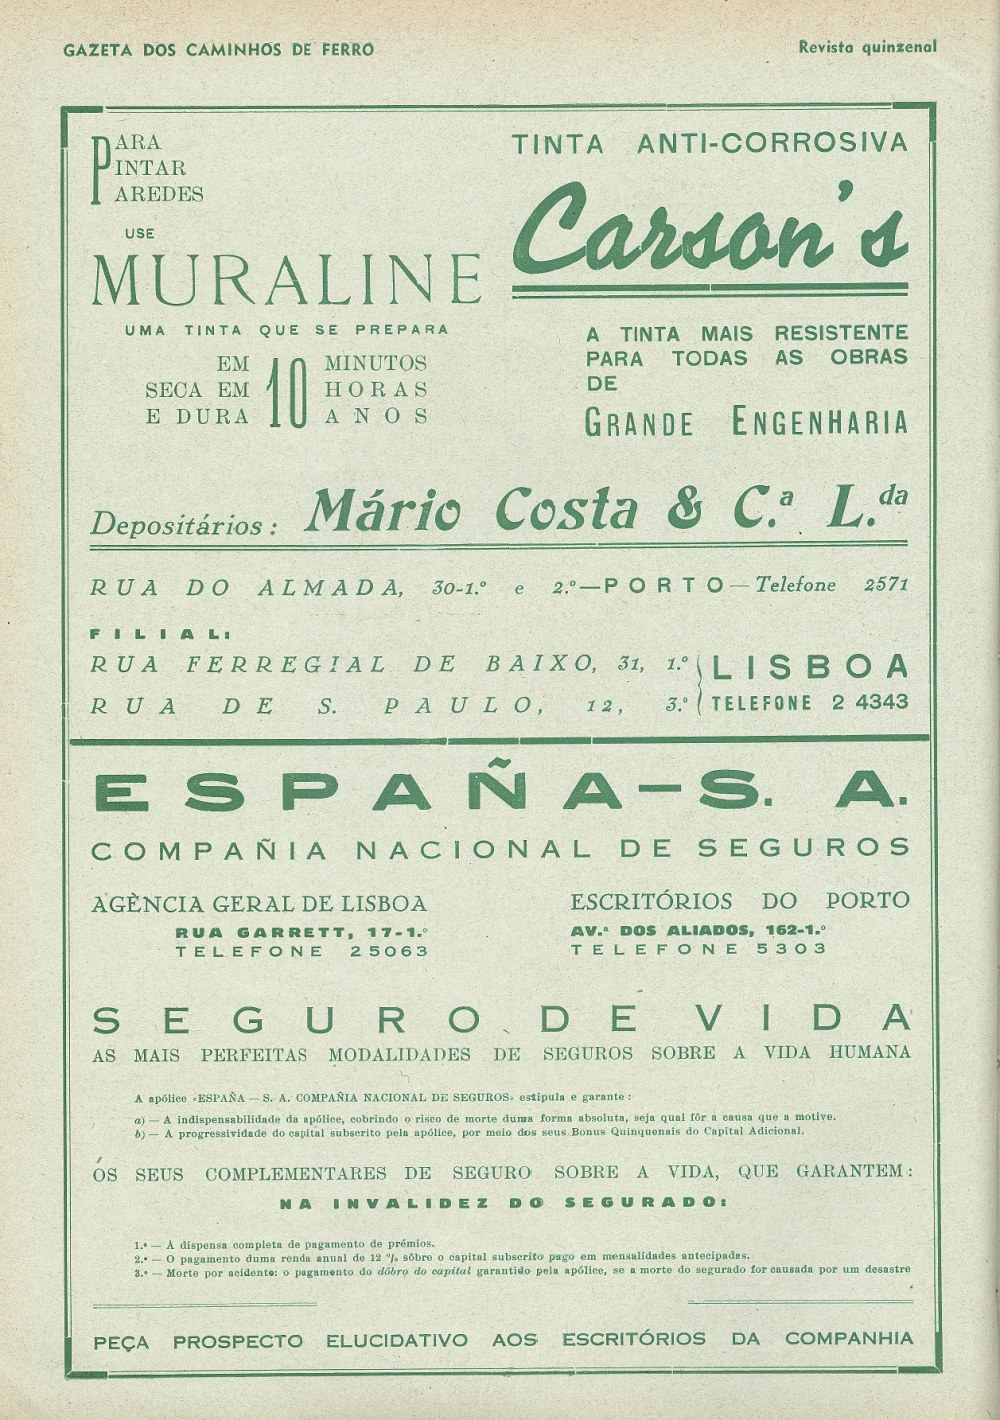 GAZETA DOS CAMINHOS DE FERRO
Revista quinzenal
PARA
PINTAR
PAREDES
USE
MURALINE
UMA TINTA QUE SE PREPARA
EM 10 MINUTOS
SECA EM 10 HORAS
E DURA 10 ANOS
TINTA ANTI-CORROSIVA
Carson's
A TINTA MAIS RESISTENTE
PARA TODAS AS OBRAS
DE
GRANDE ENGENHARIA
Depositários: Mário Costa & C.ª L.da
RUA DO ALMADA, 30-1.º e 2.º—PORTO—Telefone 2571
FILIAL:
RUA FERREGIAL DE BAIXO, 31, 1.º
RUA DE S. PAULO, 12, 3.º
LISBOA
TELEFONE 2 4343
ESPAÑA—S. A.
COMPAÑIA NACIONAL DE SEGUROS
AGÈNCIA GERAL DE LISBOA
RUA GARRETT, 17-1.º
TELEFONE 25063
ESCRITÓRIOS DO PORTO
AV.ª DOS ALIADOS, 162-1.º
TELEFONE 5303
SEGURO DE VIDA
AS MAIS PERFEITAS MODALIDADES DE SEGUROS SOBRE A VIDA HUMANA
A apólice «ESPAÑA — S. A. COMPAÑIA NACIONAL DE SEGUROS» estipula e garante:
a) — A indispensabilidade da apólice, cobrindo o risco de morte duma forma absoluta, seja qual fôr a causa que a motive.
b) — A progressividade do capital subscrito pela apólice, por meio dos seus Bonus Quinquenais do Capital Adicional.
OS SEUS COMPLEMENTARES DE SEGURO SOBRE A VIDA, QUE GARANTEM:
NA INVALIDEZ DO SEGURADO:
1.º — A dispensa completa de pagamento de prémios.
2.º — O pagamento duma renda anual de 12 % sôbre o capital subscrito pago em mensalidades antecipadas.
3.º — Morte por acidente: o pagamento do dôbro do capital garantido pela apólice, se a morte do segurado for causada por um desastre
PEÇA PROSPECTO ELUCIDATIVO AOS ESCRITÓRIOS DA COMPANHIA